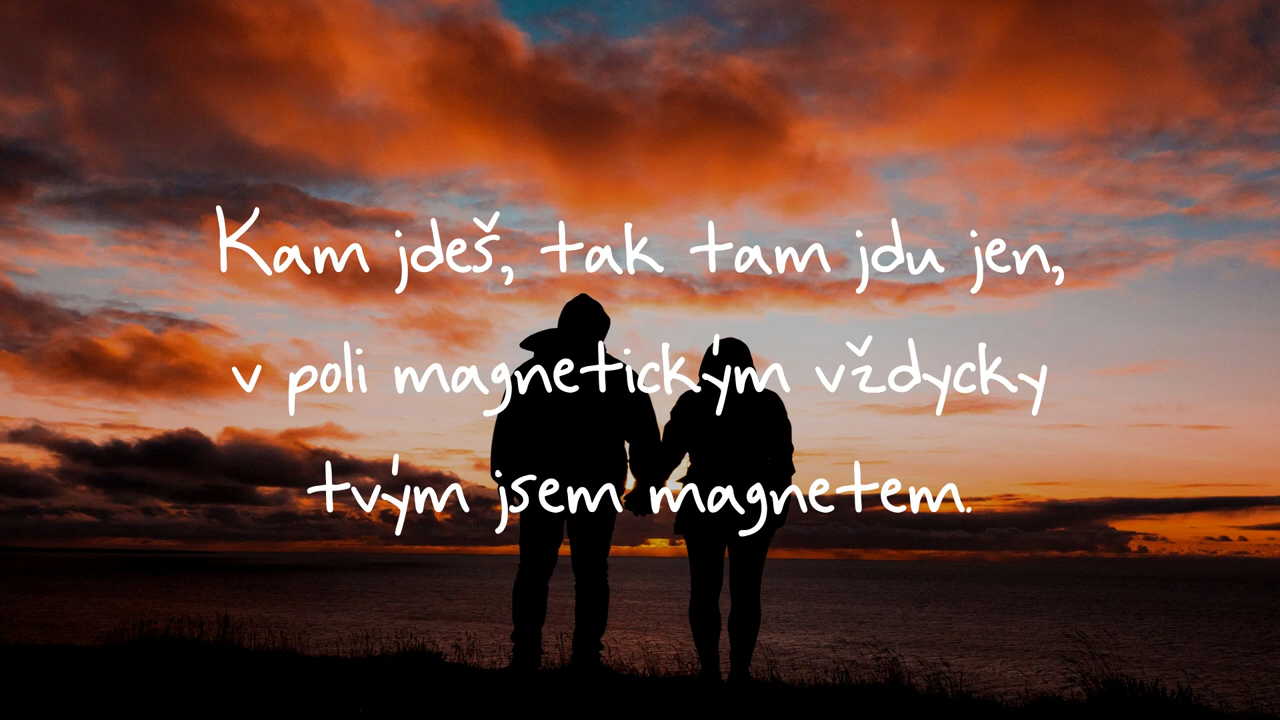 Kam jdeš, tak tam jdu jen,
v poli magnetickým vždycky
tvým jsem magnetem.